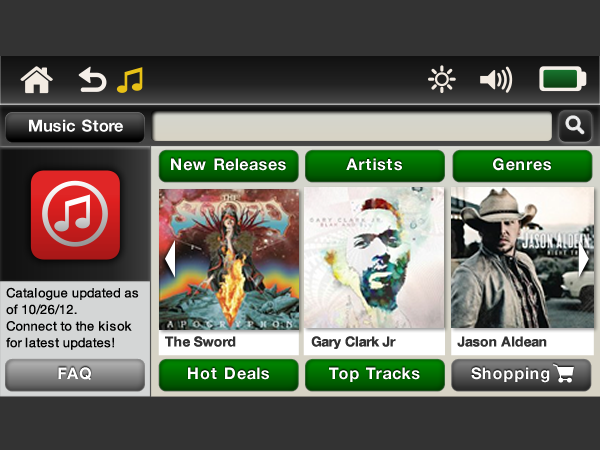 Music Store
New Releases
Artists
Genres
The Sword
APOCRYPHON
GARY CLARK JR.
BLAK AND BLU
JASON ALDEAN
NIGHT TRAIN
Catalogue updated as
of 10/26/12.
Connect to the kisok
for latest updates!
The Sword
Gary Clark Jr
Jason Aldean
FAQ
Hot Deals
Top Tracks
Shopping